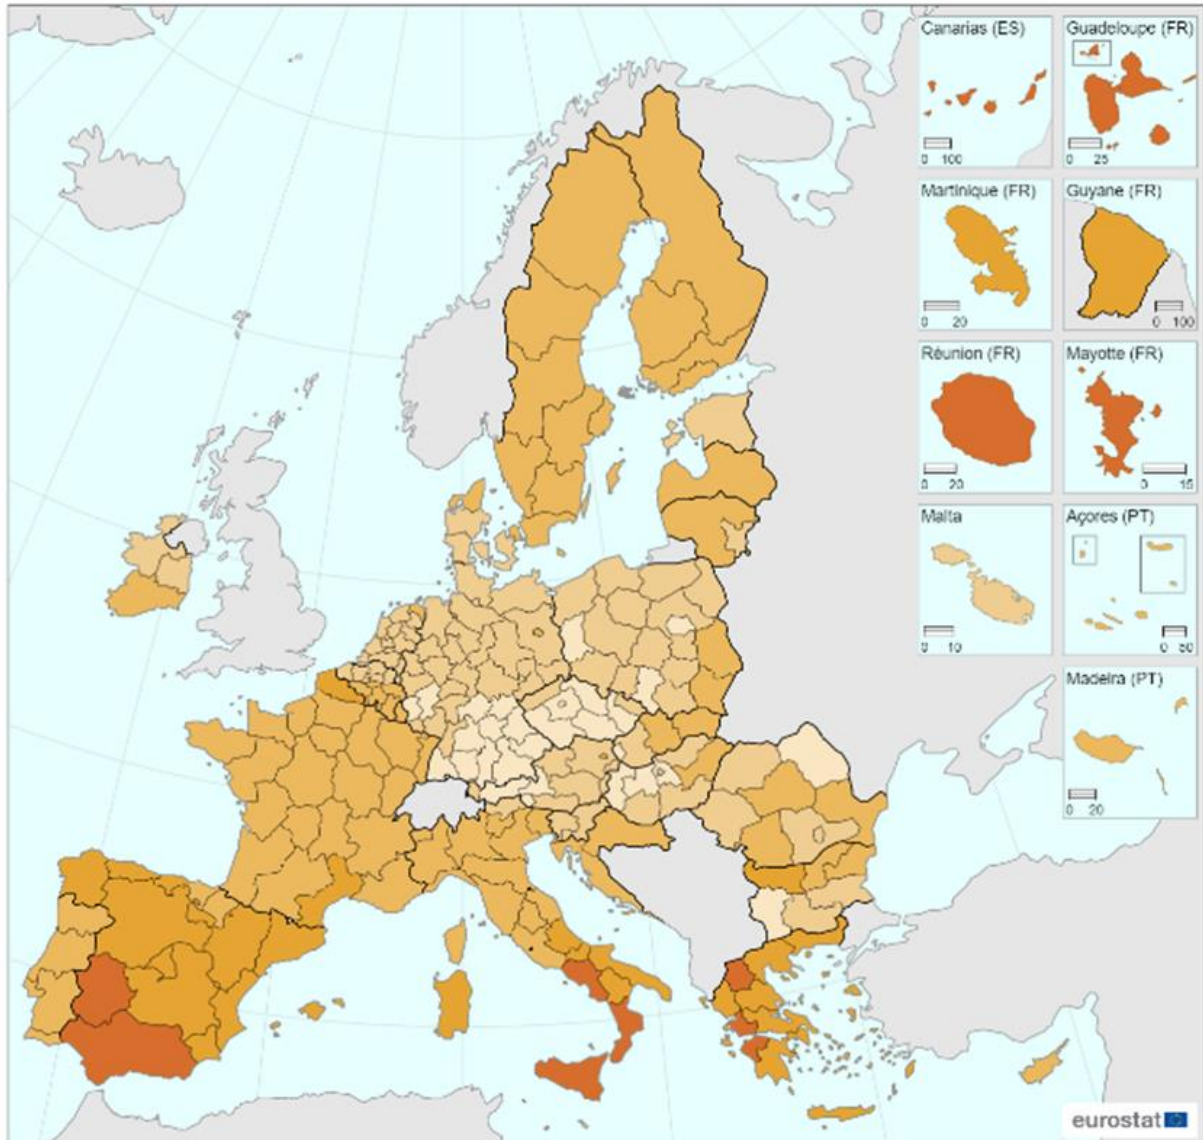 Canarias (ES)
0 100
Guadeloupe (FR)
0 25
Martinique (FR)
0 20
Guyane (FR)
0 100
Réunion (FR)
0 20
Mayotte (FR)
0 15
Malta
0 10
Açores (PT)
0 50
Madeira (PT)
0 20
eurostat